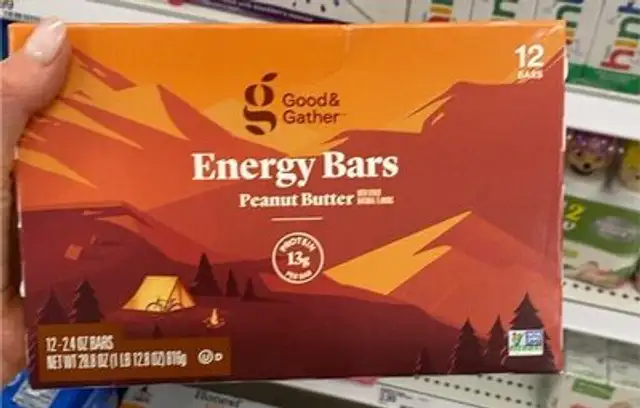 12
BARS
g
Good&
Gather
Energy Bars
Peanut Butter
PROTEIN
13g
PER BAR
12-2.4 OZ BARS
NET WT 28.8 OZ (1 LB 12.8 OZ) 816g
U D